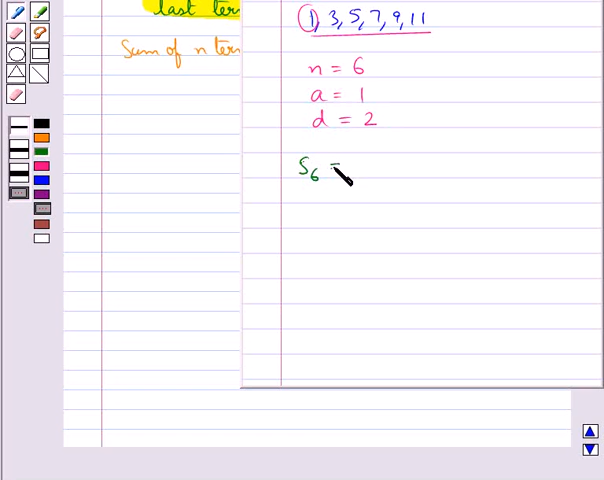 last ter
Sum of n ter
1, 3, 5, 7, 9, 11
n = 6
a = 1
d = 2
S6 =